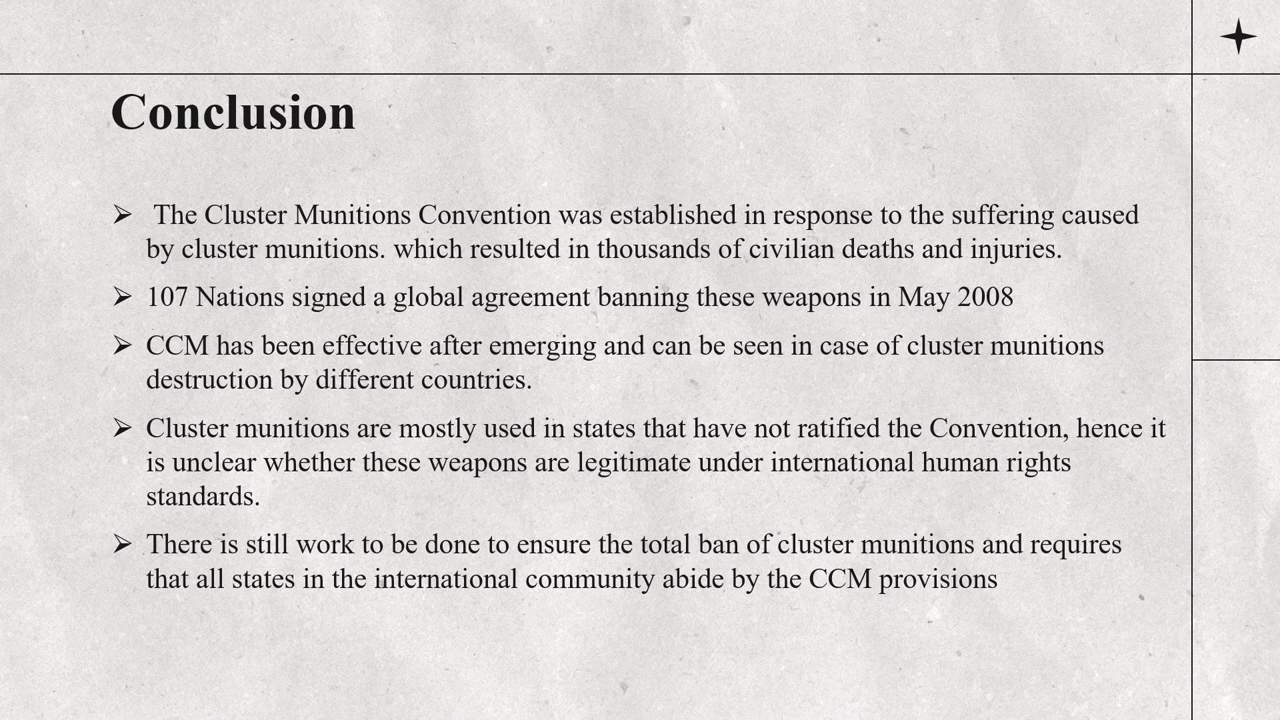 Conclusion
➢ The Cluster Munitions Convention was established in response to the suffering caused
by cluster munitions. which resulted in thousands of civilian deaths and injuries.
➢ 107 Nations signed a global agreement banning these weapons in May 2008
➢ CCM has been effective after emerging and can be seen in case of cluster munitions
destruction by different countries.
➢ Cluster munitions are mostly used in states that have not ratified the Convention, hence it
is unclear whether these weapons are legitimate under international human rights
standards.
➢ There is still work to be done to ensure the total ban of cluster munitions and requires
that all states in the international community abide by the CCM provisions